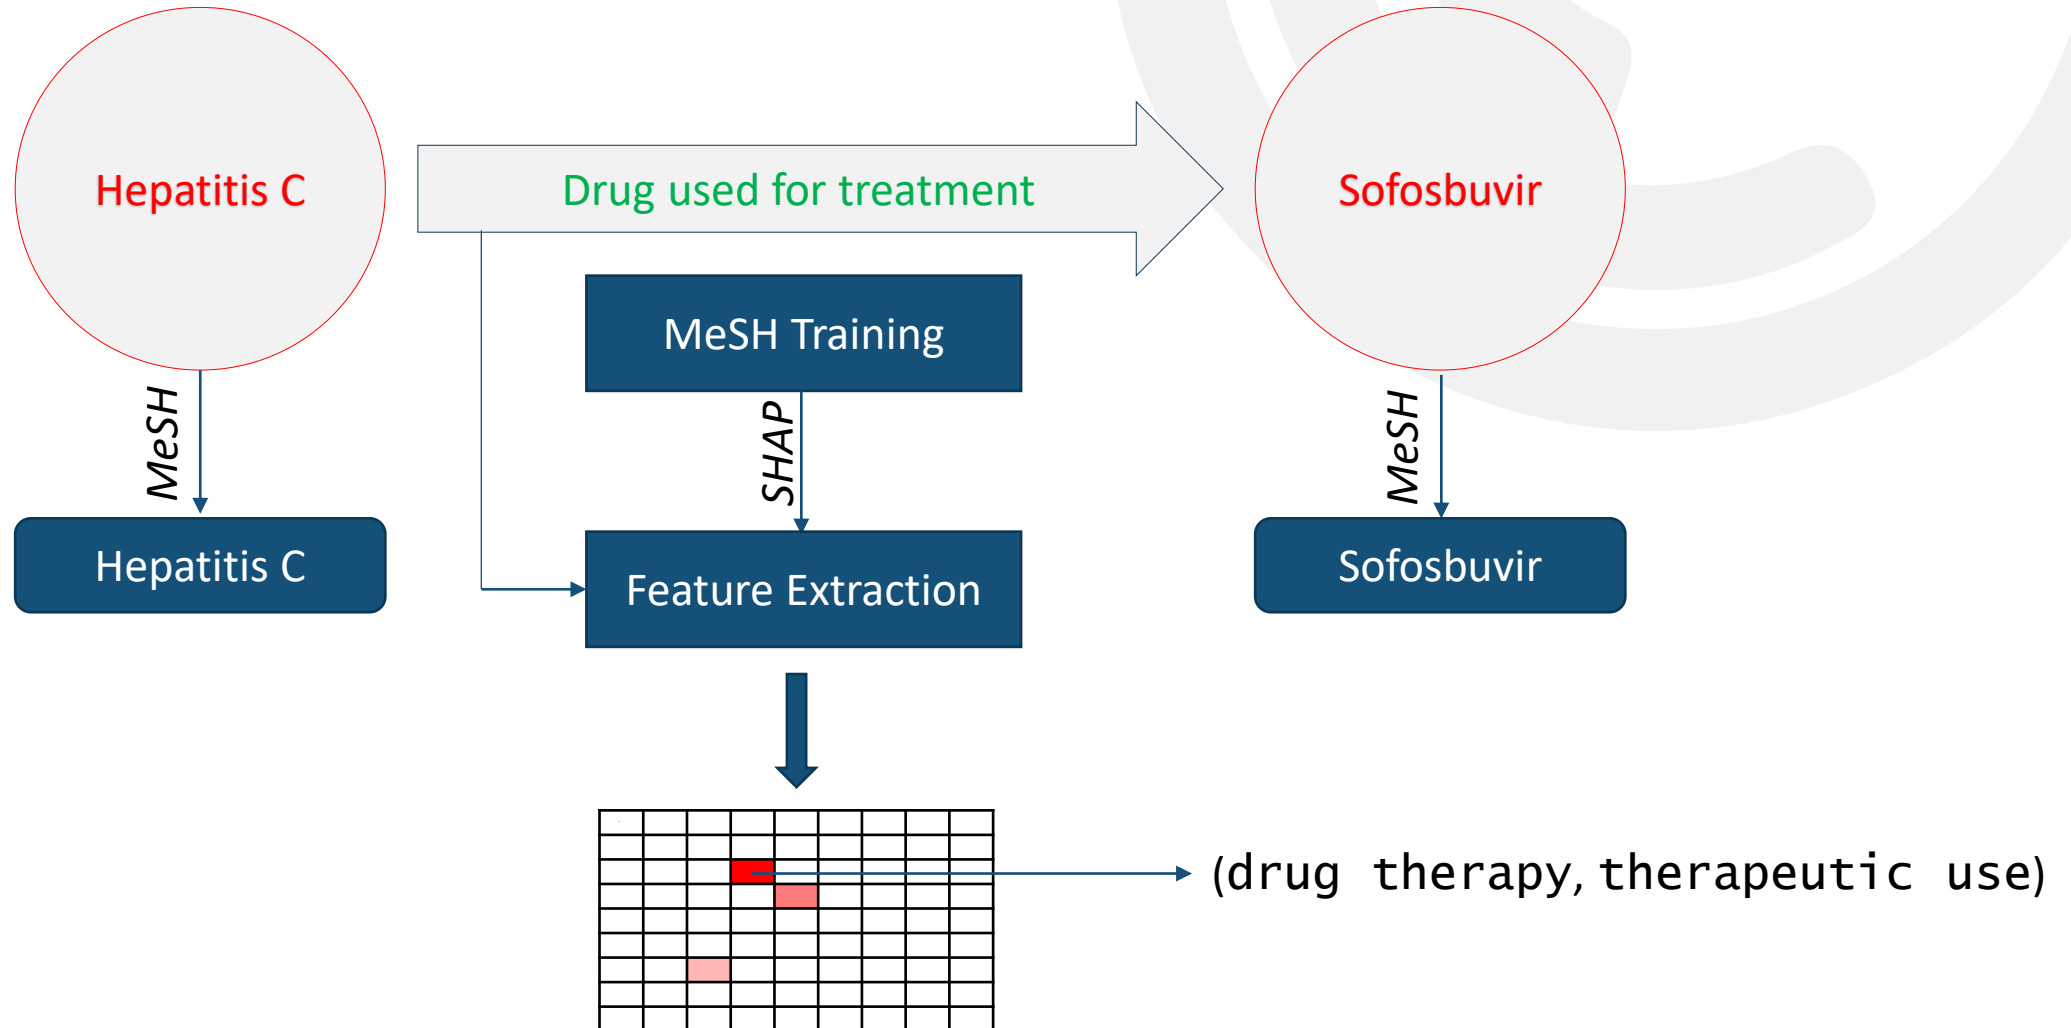 Hepatitis C
Drug used for treatment
Sofosbuvir
MeSH Training
MeSH
SHAP
MeSH
Hepatitis C
Feature Extraction
Sofosbuvir
(drug therapy, therapeutic use)